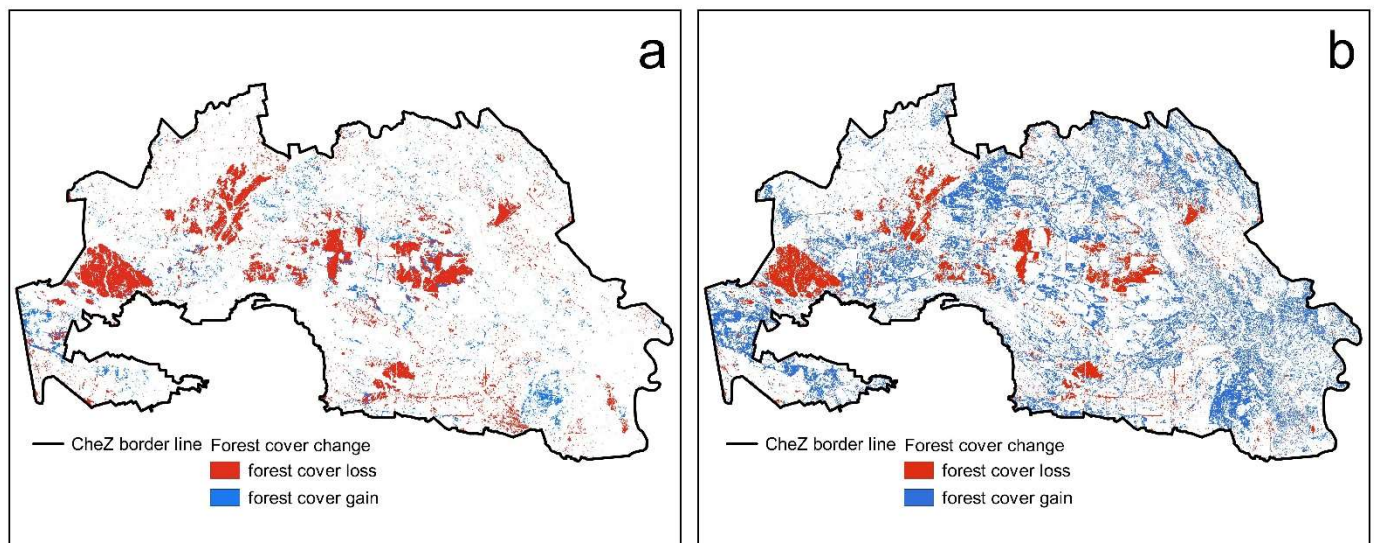 a
CheZ border line Forest cover change
forest cover loss
forest cover gain
b
CheZ border line Forest cover change
forest cover loss
forest cover gain